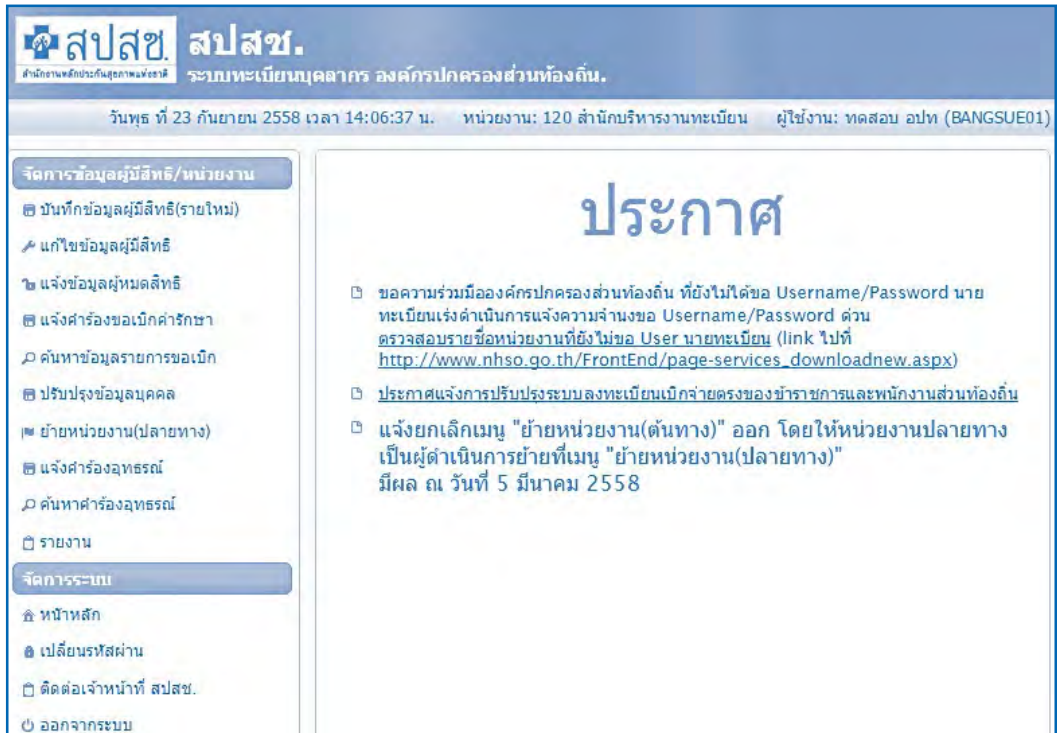 สปสช.
สำนักงานหลักประกันสุขภาพแห่งชาติ
สปสช.
ระบบทะเบียนบุคลากร องค์กรปกครองส่วนท้องถิ่น.
วันพุธ ที่ 23 กันยายน 2558 เวลา 14:06:37 น. หน่วยงาน: 120 สำนักบริหารงานทะเบียน ผู้ใช้งาน: ทดสอบ อปท (BANGSUE01)
จัดการข้อมูลผู้มีสิทธิ/หน่วยงาน
บันทึกข้อมูลผู้มีสิทธิ(รายใหม่)
แก้ไขข้อมูลผู้มีสิทธิ
แจ้งข้อมูลผู้หมดสิทธิ
แจ้งคำร้องขอเบิกค่ารักษา
ค้นหาข้อมูลรายการขอเบิก
ปรับปรุงข้อมูลบุคคล
ย้ายหน่วยงาน(ปลายทาง)
แจ้งคำร้องอุทธรณ์
ค้นหาคำร้องอุทธรณ์
รายงาน
จัดการระบบ
หน้าหลัก
เปลี่ยนรหัสผ่าน
ติดต่อเจ้าหน้าที่ สปสช.
ออกจากระบบ
ประกาศ
ขอความร่วมมือองค์กรปกครองส่วนท้องถิ่น ที่ยังไม่ได้ขอ Username/Password นาย
ทะเบียนเร่งดำเนินการแจ้งความจำนงขอ Username/Password ด่วน
ตรวจสอบรายชื่อหน่วยงานที่ยังไม่ขอ User นายทะเบียน (link ไปที่
http://www.nhso.go.th/FrontEnd/page-services_downloadnew.aspx)
ประกาศแจ้งการปรับปรุงระบบลงทะเบียนเบิกจ่ายตรงของข้าราชการและพนักงานส่วนท้องถิ่น
แจ้งยกเลิกเมนู "ย้ายหน่วยงาน(ต้นทาง)" ออก โดยให้หน่วยงานปลายทาง
เป็นผู้ดำเนินการย้ายที่เมนู "ย้ายหน่วยงาน(ปลายทาง)"
มีผล ณ วันที่ 5 มีนาคม 2558